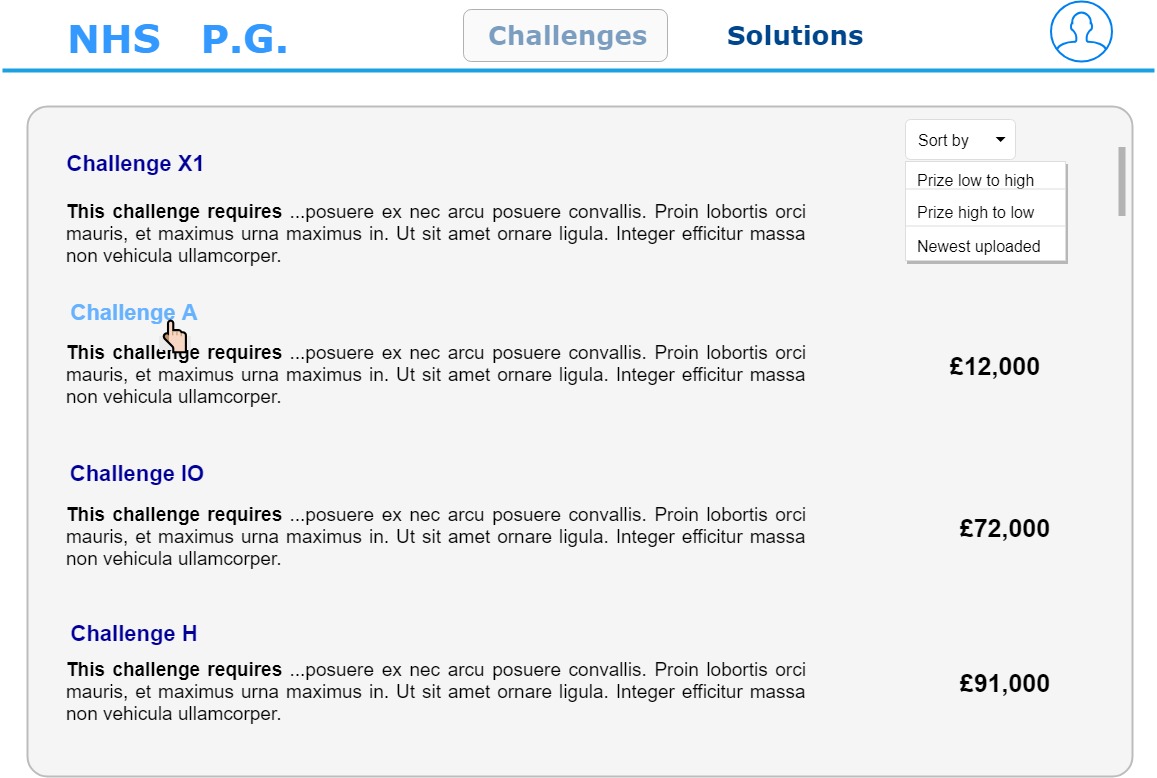 NHS P.G.
Challenges
Solutions
Sort by
Prize low to high
Prize high to low
Newest uploaded
Challenge X1
This challenge requires ...posuere ex nec arcu posuere convallis. Proin lobortis orci
mauris, et maximus urna maximus in. Ut sit amet ornare ligula. Integer efficitur massa
non vehicula ullamcorper.
Challenge A
This challenge requires ...posuere ex nec arcu posuere convallis. Proin lobortis orci
mauris, et maximus urna maximus in. Ut sit amet ornare ligula. Integer efficitur massa
non vehicula ullamcorper.
£12,000
Challenge IO
This challenge requires ...posuere ex nec arcu posuere convallis. Proin lobortis orci
mauris, et maximus urna maximus in. Ut sit amet ornare ligula. Integer efficitur massa
non vehicula ullamcorper.
£72,000
Challenge H
This challenge requires ...posuere ex nec arcu posuere convallis. Proin lobortis orci
mauris, et maximus urna maximus in. Ut sit amet ornare ligula. Integer efficitur massa
non vehicula ullamcorper.
£91,000